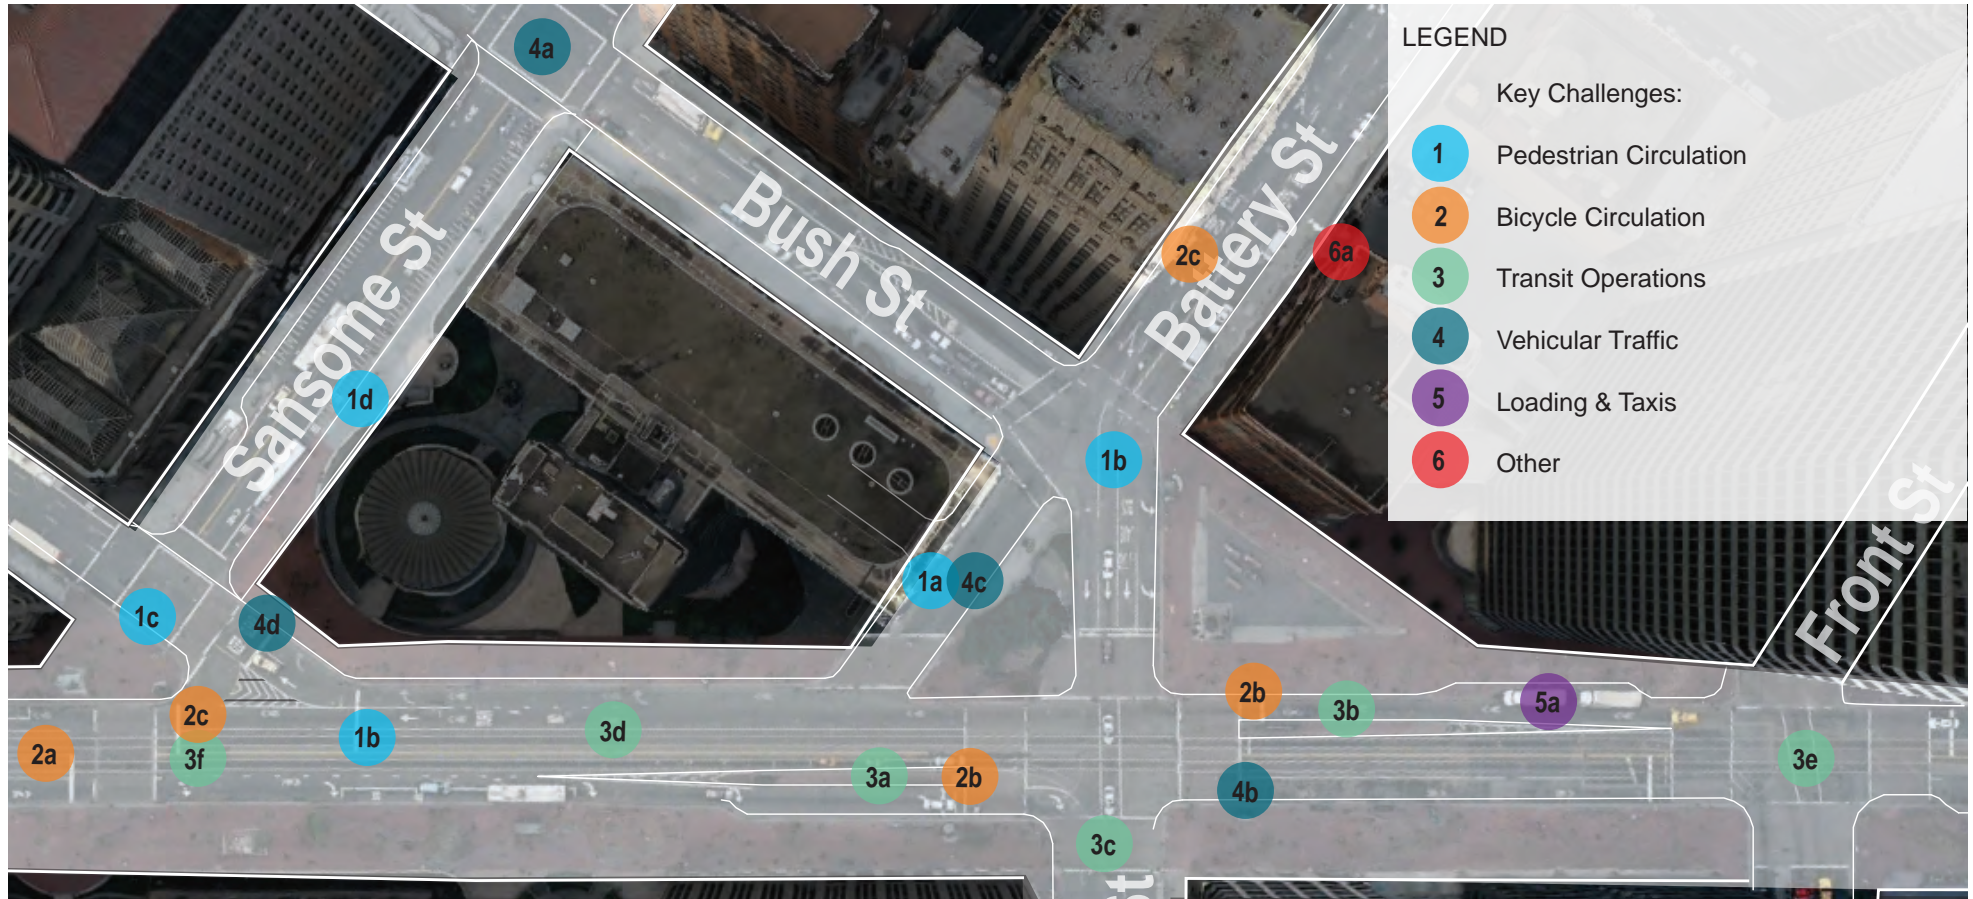 4a
LEGEND
Key Challenges:
1 Pedestrian Circulation
2 Bicycle Circulation
3 Transit Operations
4 Vehicular Traffic
5 Loading & Taxis
6 Other
Sansome St
Bush St
Battery St
Front St
2c
6a
1d
1b
1a
4c
1c
4d
2c
2b
3b
5a
2a
3f
1b
3d
3a
2b
4b
3e
3c
St